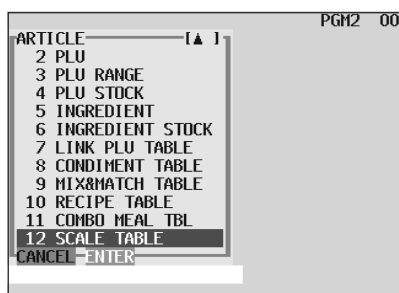 PGM2 00
ARTICLE [▲ ]
2 PLU
3 PLU RANGE
4 PLU STOCK
5 INGREDIENT
6 INGREDIENT STOCK
7 LINK PLU TABLE
8 CONDIMENT TABLE
9 MIX&MATCH TABLE
10 RECIPE TABLE
11 COMBO MEAL TBL
12 SCALE TABLE
CANCEL ENTER